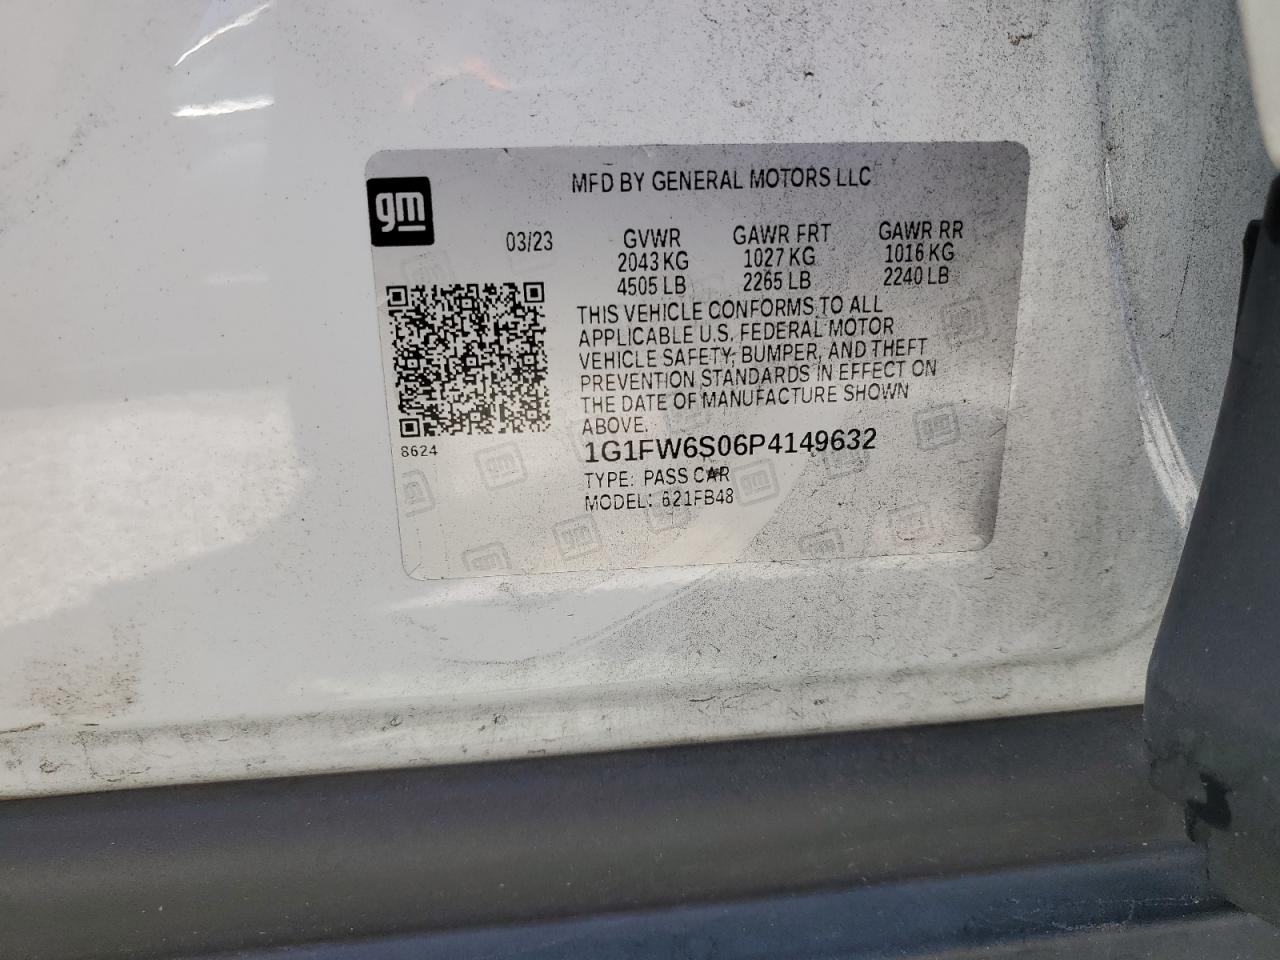 gm
MFD BY GENERAL MOTORS LLC
03/23 GVWR GAWR FRT GAWR RR
2043 KG 1027 KG 1016 KG
4505 LB 2265 LB 2240 LB
THIS VEHICLE CONFORMS TO ALL
APPLICABLE U.S. FEDERAL MOTOR
VEHICLE SAFETY, BUMPER, AND THEFT
PREVENTION STANDARDS IN EFFECT ON
THE DATE OF MANUFACTURE SHOWN
ABOVE.
8624
1G1FW6S06P4149632
TYPE: PASS CAR
MODEL: 621FB48